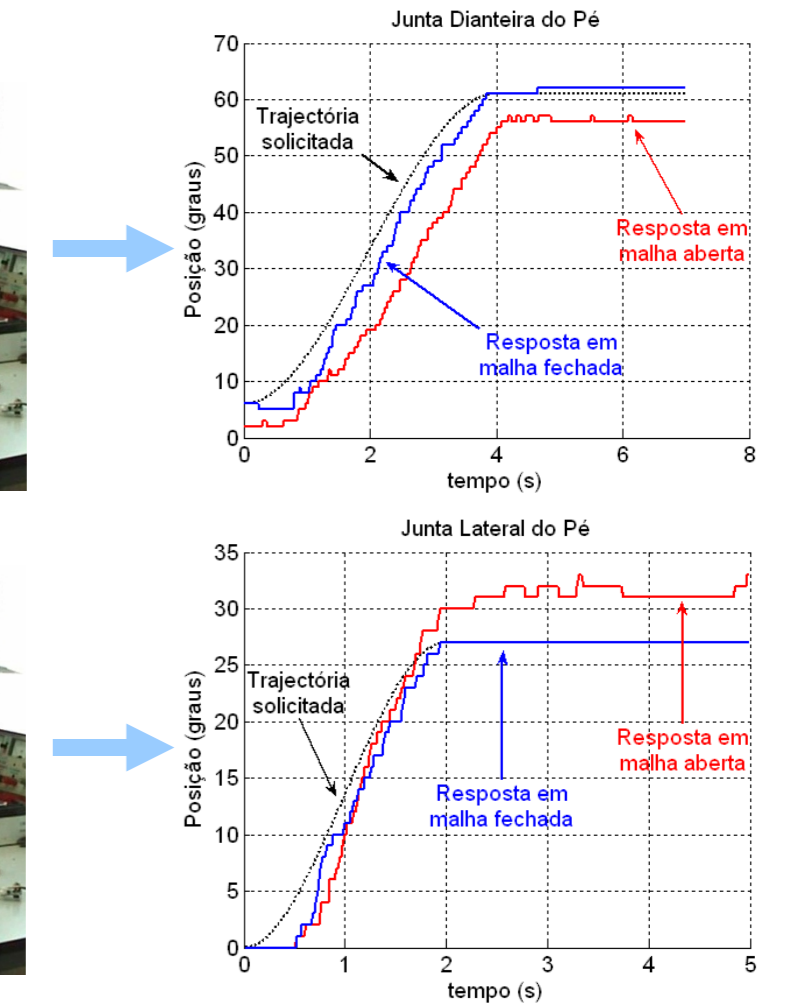 Junta Dianteira do Pé
70
60
50
40
30
20
10
0
Posição (graus)
Trajectória
solicitada
Resposta em
malha aberta
Resposta em
malha fechada
0
2
4
6
8
tempo (s)
Junta Lateral do Pé
35
30
25
20
15
10
5
0
Posição (graus)
Trajectória
solicitada
Resposta em
malha aberta
Resposta em
malha fechada
0
1
2
3
4
5
tempo (s)